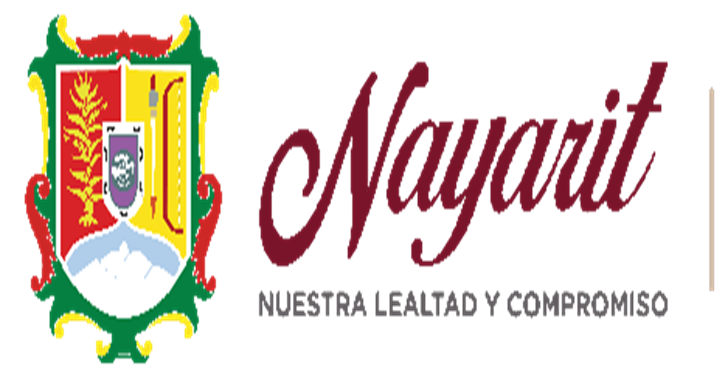 Nayarit
NUESTRA LEALTAD Y COMPROMISO